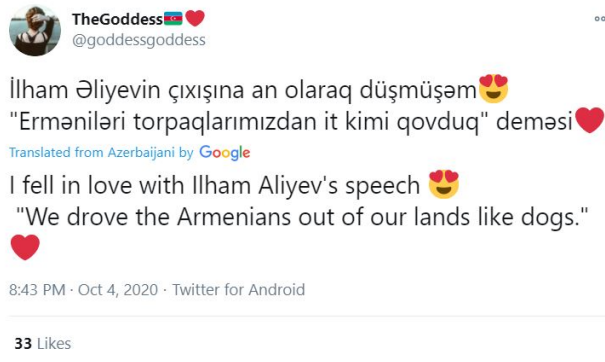 TheGoddess🇦🇿❤️
@goddessgoddess
İlham Əliyevin çıxışına an olaraq düşmüşəm😍
"Erməniləri torpaqlarımızdan it kimi qovduq" deməsi❤️
Translated from Azerbaijani by Google
I fell in love with Ilham Aliyev's speech 😍
"We drove the Armenians out of our lands like dogs."
❤️
8:43 PM · Oct 4, 2020 · Twitter for Android
33 Likes